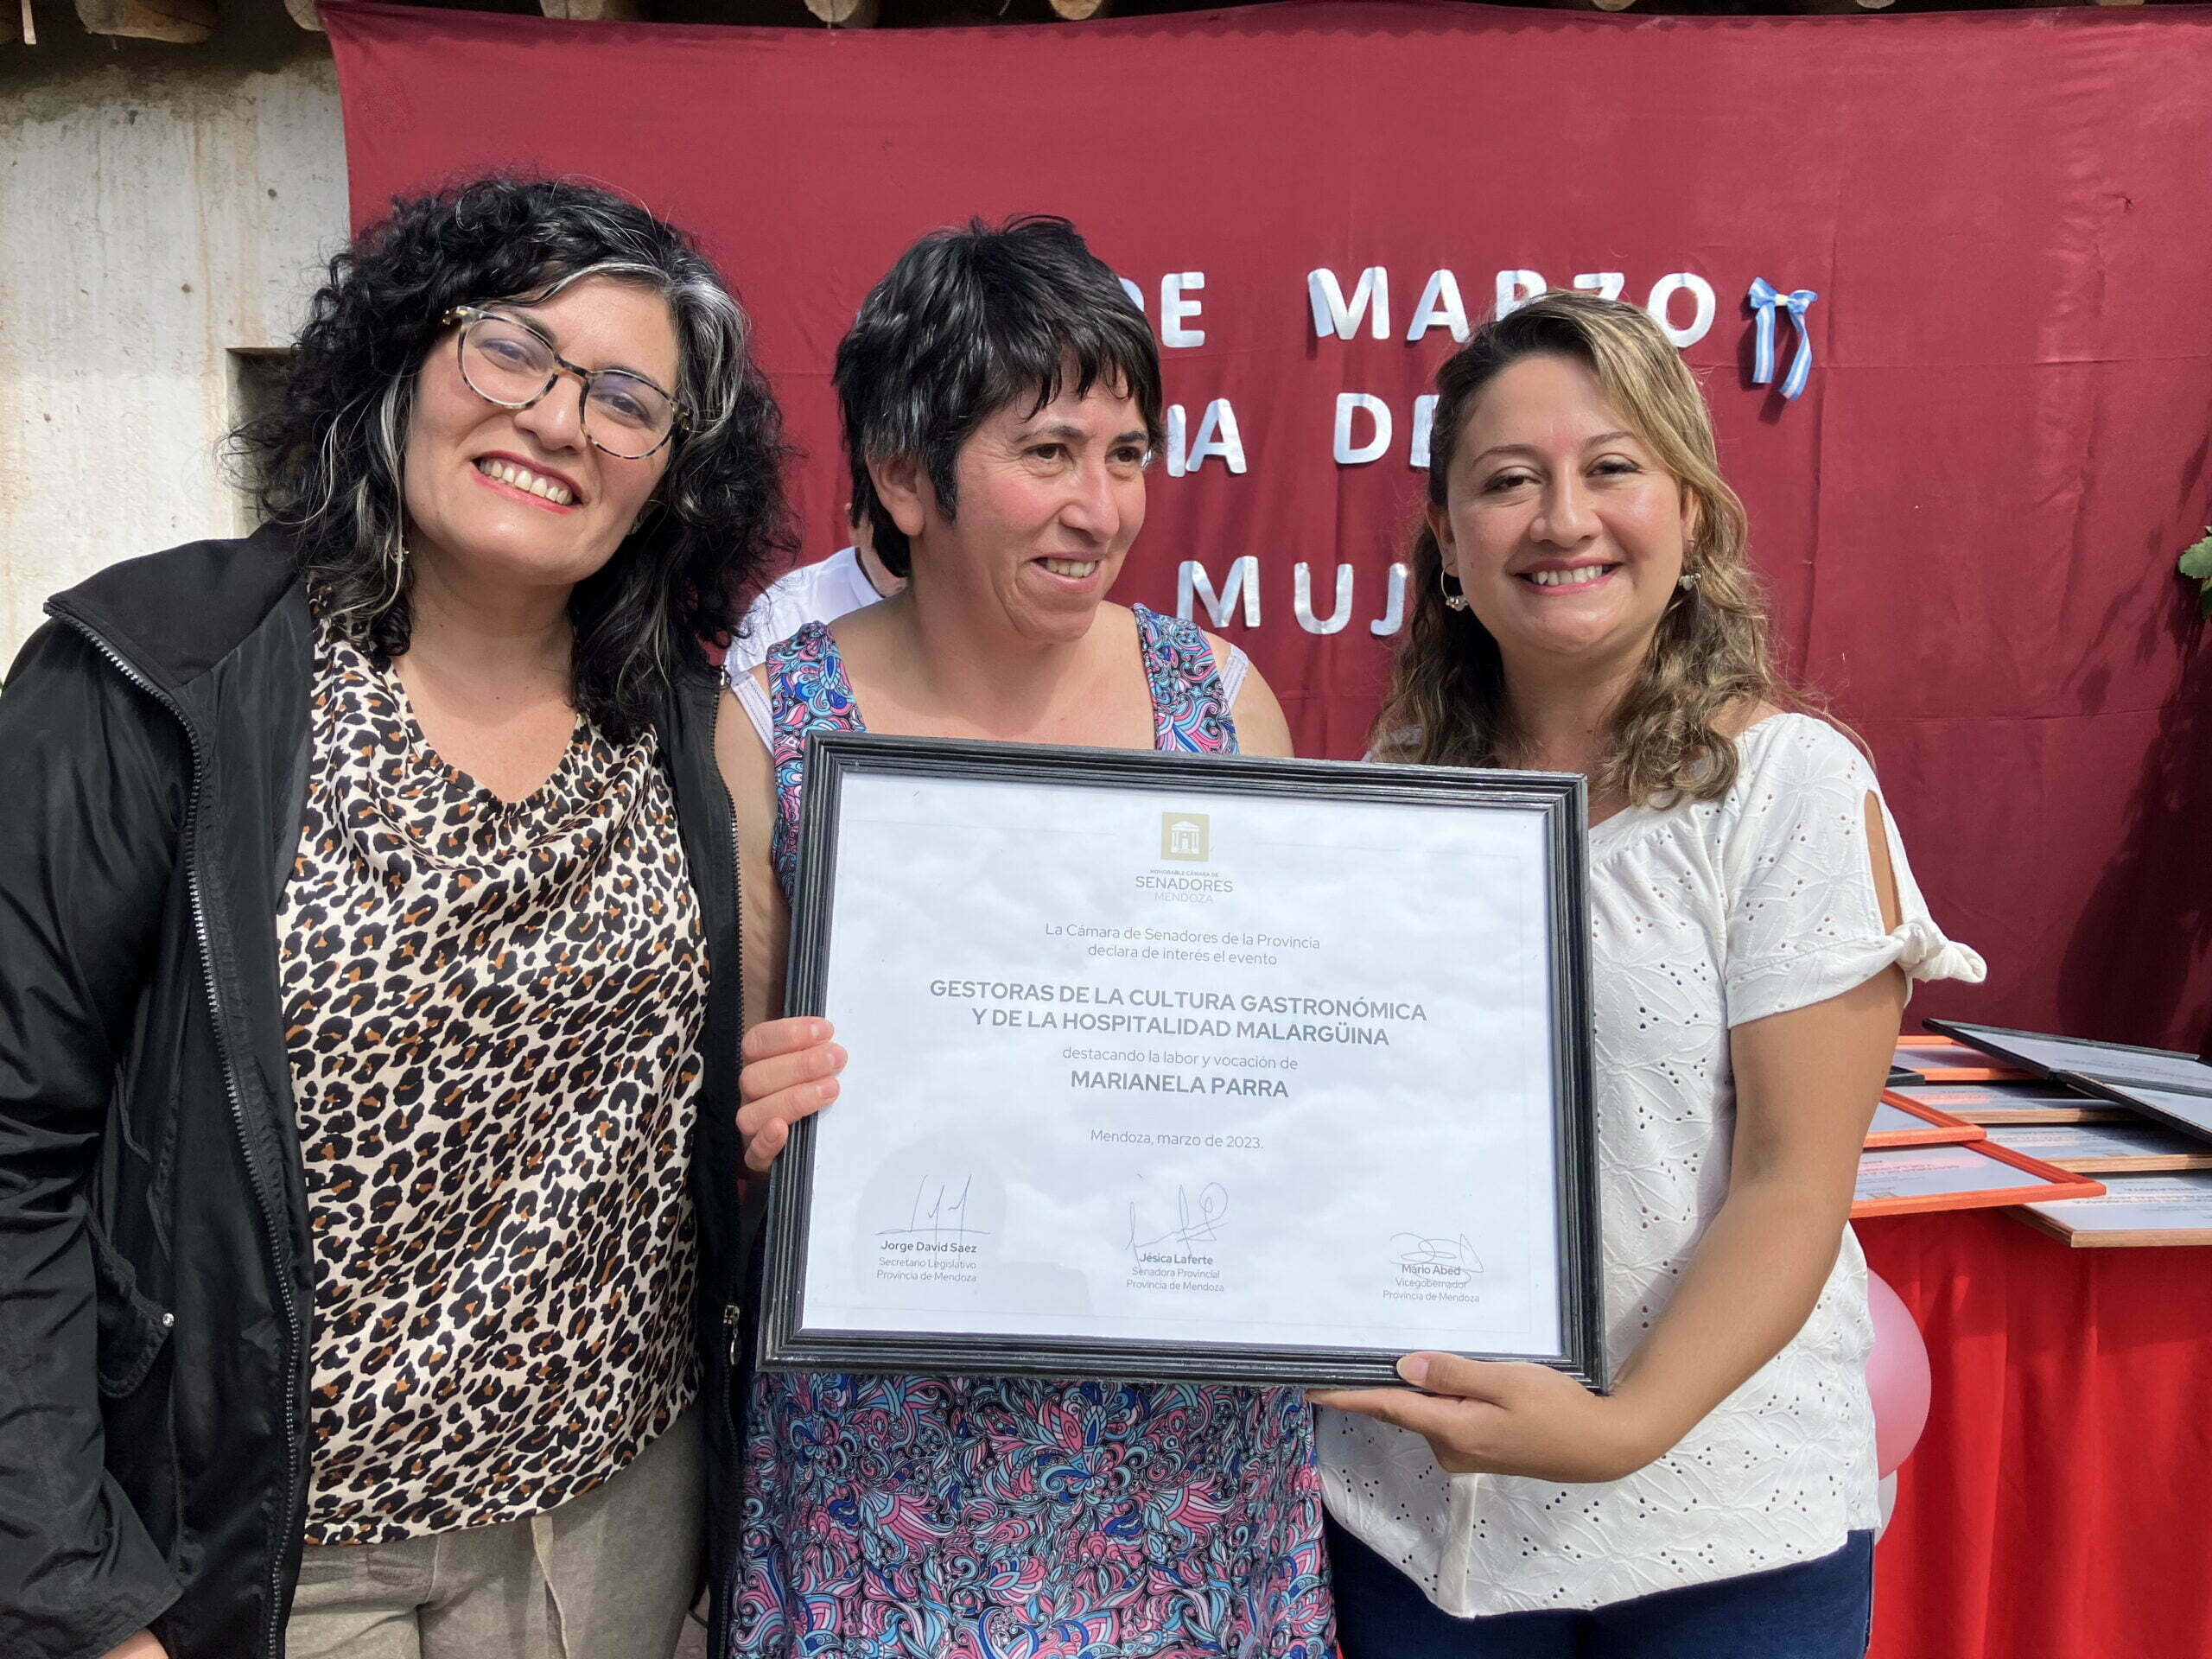 DE MARZO
IA DE
MUJ
HONORABLE CÁMARA DE
SENADORES
MENDOZA
La Cámara de Senadores de la Provincia
declara de interés el evento
GESTORAS DE LA CULTURA GASTRONÓMICA
Y DE LA HOSPITALIDAD MALARGÜINA
destacando la labor y vocación de
MARIANELA PARRA
Mendoza, marzo de 2023.
Jorge David Saez
Secretario Legislativo
Provincia de Mendoza
Jésica Laferte
Senadora Provincial
Provincia de Mendoza
Mario Abed
Vicegobernador
Provincia de Mendoza